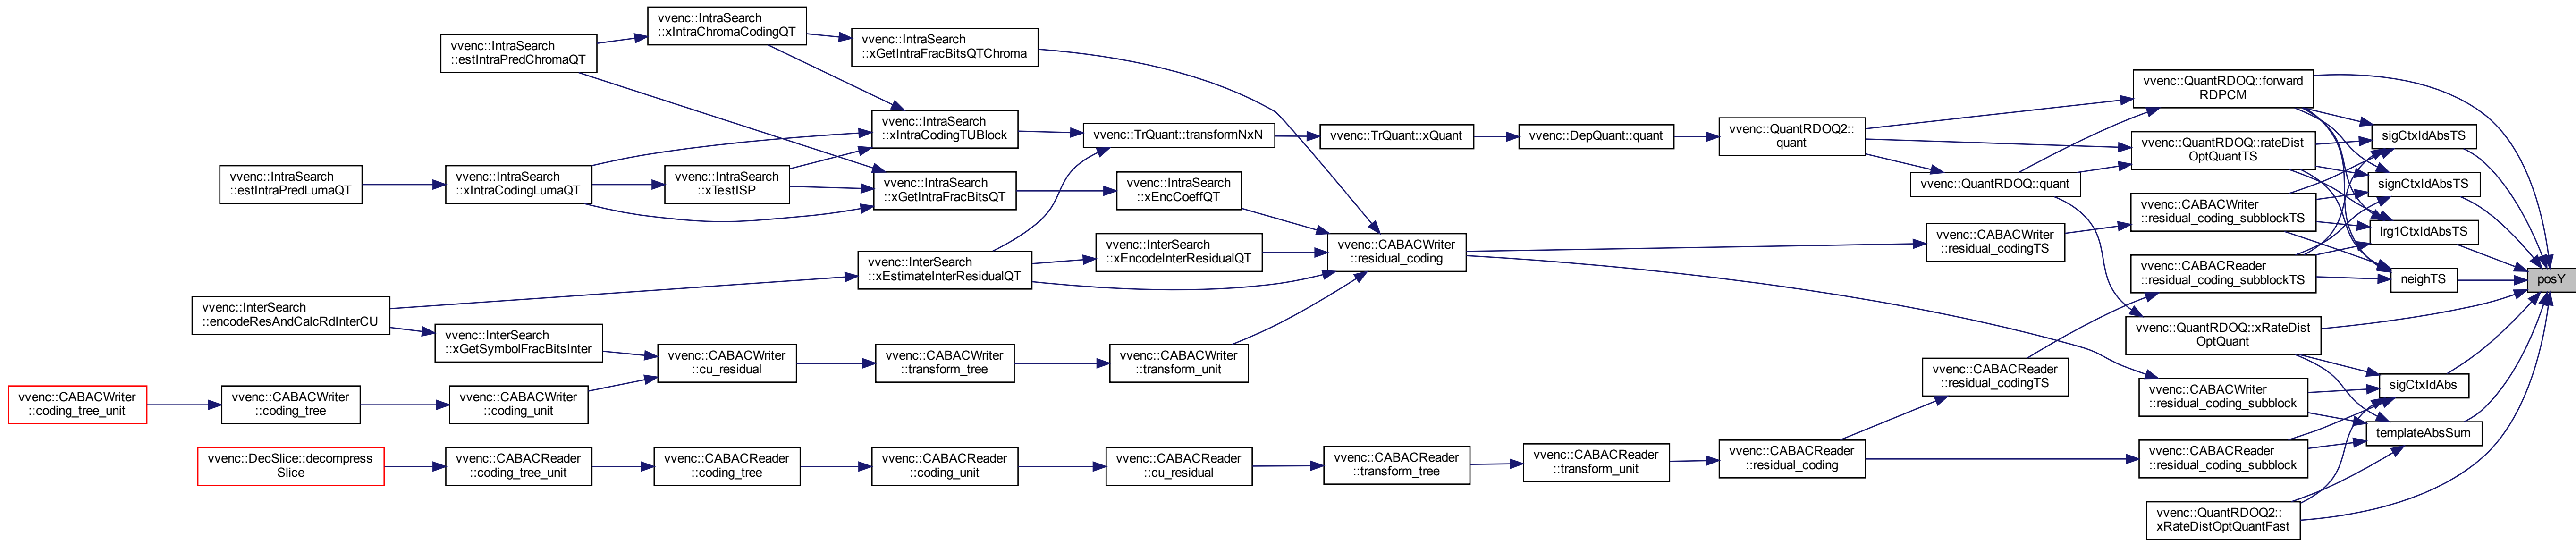 vvenc::IntraSearch
::xIntraChromaCodingQT
vvenc::IntraSearch
::estIntraPredChromaQT
vvenc::IntraSearch
::xGetIntraFracBitsQTChroma
vvenc::QuantRDOQ::forward
RDPCM
vvenc::IntraSearch
::xIntraCodingTUBlock
vvenc::TrQuant::transformNxN
vvenc::TrQuant::xQuant
vvenc::DepQuant::quant
vvenc::QuantRDOQ2::
quant
sigCtxIdAbsTS
vvenc::QuantRDOQ::rateDist
OptQuantTS
vvenc::IntraSearch
::estIntraPredLumaQT
vvenc::IntraSearch
::xIntraCodingLumaQT
vvenc::IntraSearch
::xTestISP
vvenc::IntraSearch
::xGetIntraFracBitsQT
vvenc::IntraSearch
::xEncCoeffQT
vvenc::QuantRDOQ::quant
signCtxIdAbsTS
vvenc::CABACWriter
::residual_coding_subblockTS
vvenc::InterSearch
::xEstimateInterResidualQT
vvenc::InterSearch
::xEncodeInterResidualQT
vvenc::CABACWriter
::residual_coding
vvenc::CABACWriter
::residual_codingTS
lrg1CtxIdAbsTS
vvenc::CABACReader
::residual_coding_subblockTS
neighTS
posY
vvenc::InterSearch
::encodeResAndCalcRdInterCU
vvenc::InterSearch
::xGetSymbolFracBitsInter
vvenc::QuantRDOQ::xRateDist
OptQuant
vvenc::CABACWriter
::cu_residual
vvenc::CABACWriter
::transform_tree
vvenc::CABACWriter
::transform_unit
vvenc::CABACReader
::residual_codingTS
sigCtxIdAbs
vvenc::CABACWriter
::coding_tree_unit
vvenc::CABACWriter
::coding_tree
vvenc::CABACWriter
::coding_unit
vvenc::CABACWriter
::residual_coding_subblock
templateAbsSum
vvenc::DecSlice::decompress
Slice
vvenc::CABACReader
::coding_tree_unit
vvenc::CABACReader
::coding_tree
vvenc::CABACReader
::coding_unit
vvenc::CABACReader
::cu_residual
vvenc::CABACReader
::transform_tree
vvenc::CABACReader
::transform_unit
vvenc::CABACReader
::residual_coding
vvenc::CABACReader
::residual_coding_subblock
vvenc::QuantRDOQ2::
xRateDistOptQuantFast